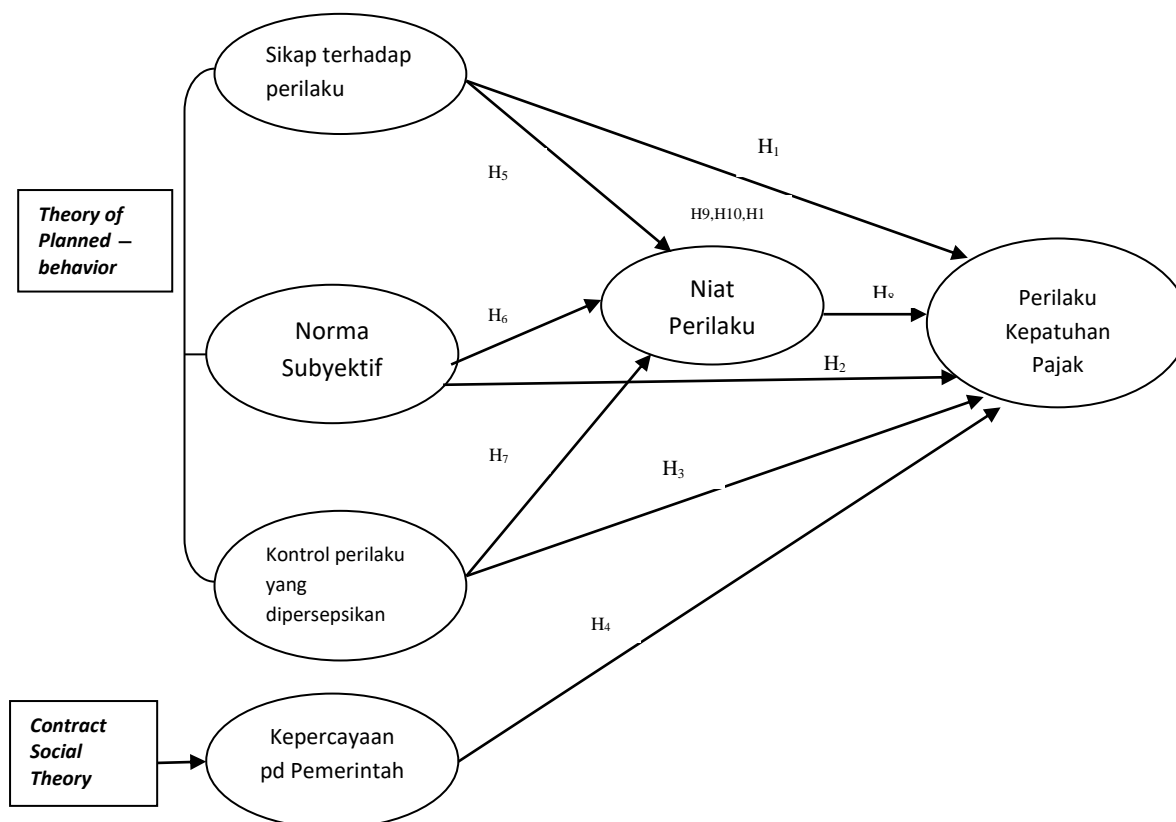 Sikap terhadap
perilaku
H₁
H₅
Theory of
Planned –
behavior
H9,H10,H1
Niat
Perilaku
Perilaku
Kepatuhan
Pajak
Norma
Subyektif
H₆
H₂
H₇
H₃
Kontrol perilaku
yang
dipersepsikan
H₄
Contract
Social
Theory
Kepercayaan
pd Pemerintah